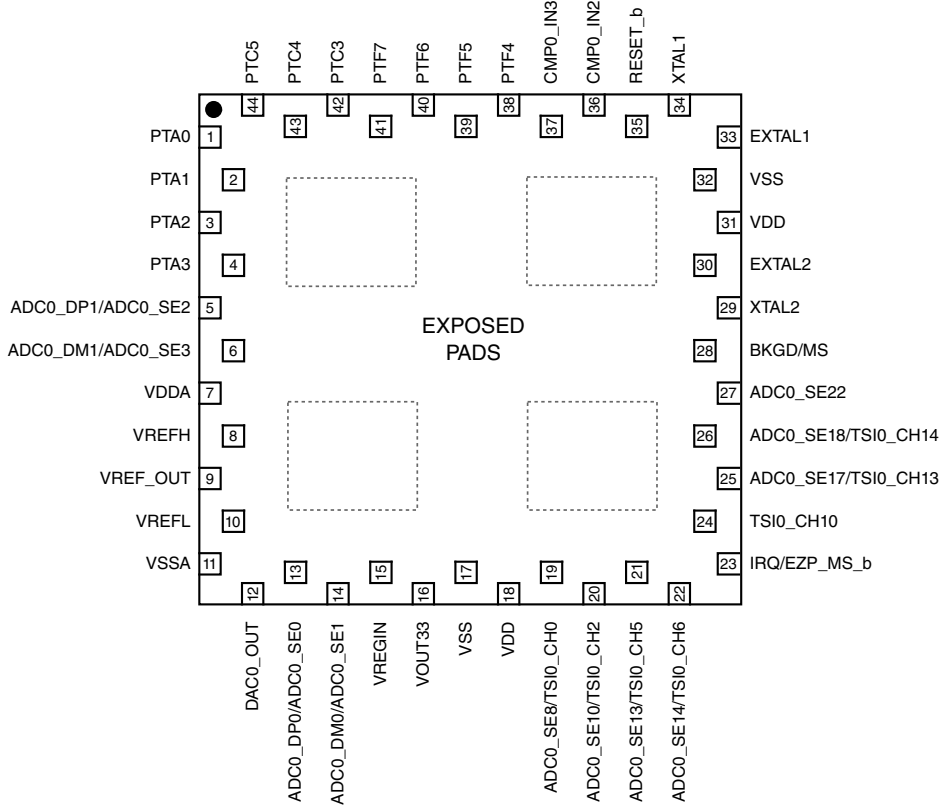 PTC5
PTC4
PTC3
PTF7
PTF6
PTF5
PTF4
CMP0_IN3
CMP0_IN2
RESET_b
XTAL1
44
43
42
41
40
39
38
37
36
35
34
PTA0 1
PTA1 2
PTA2 3
PTA3 4
ADC0_DP1/ADC0_SE2 5
ADC0_DM1/ADC0_SE3 6
VDDA 7
VREFH 8
VREF_OUT 9
VREFL 10
VSSA 11
EXPOSED
PADS
33 EXTAL1
32 VSS
31 VDD
30 EXTAL2
29 XTAL2
28 BKGD/MS
27 ADC0_SE22
26 ADC0_SE18/TSI0_CH14
25 ADC0_SE17/TSI0_CH13
24 TSI0_CH10
23 IRQ/EZP_MS_b
12
13
14
15
16
17
18
19
20
21
22
DAC0_OUT
ADC0_DP0/ADC0_SE0
ADC0_DM0/ADC0_SE1
VREGIN
VOUT33
VSS
VDD
ADC0_SE8/TSI0_CH0
ADC0_SE10/TSI0_CH2
ADC0_SE13/TSI0_CH5
ADC0_SE14/TSI0_CH6